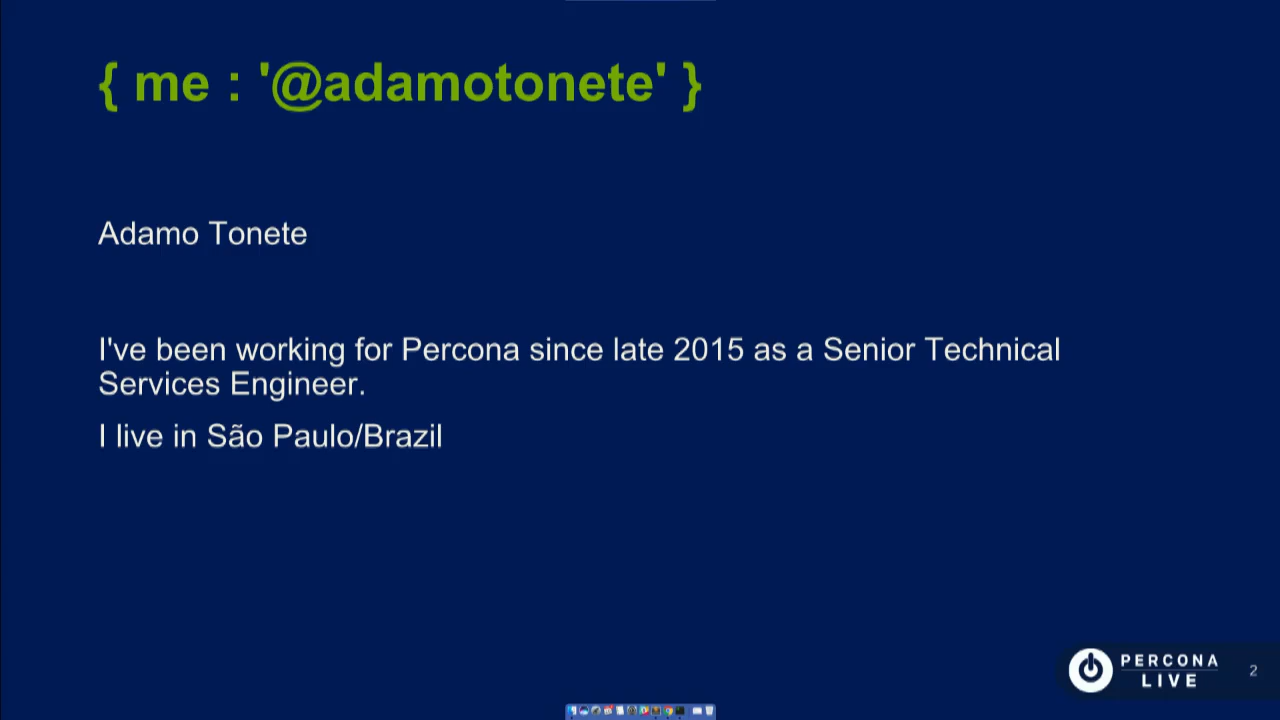 { me : '@adamotonete' }
Adamo Tonete
I've been working for Percona since late 2015 as a Senior Technical
Services Engineer.
I live in São Paulo/Brazil
PERCONA
LIVE
2